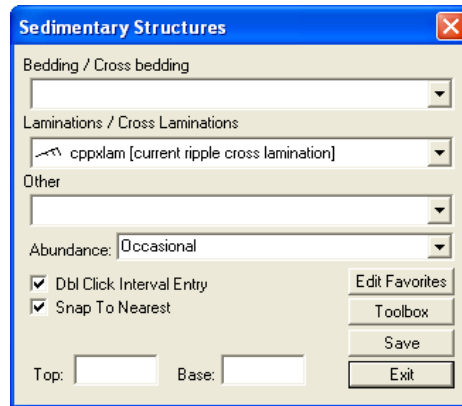 Sedimentary Structures
Bedding / Cross bedding
Laminations / Cross Laminations
cppxlam [current ripple cross lamination]
Other
Abundance: Occasional
Dbl Click Interval Entry
Edit Favorites
Snap To Nearest
Toolbox
Save
Top: Base: Exit